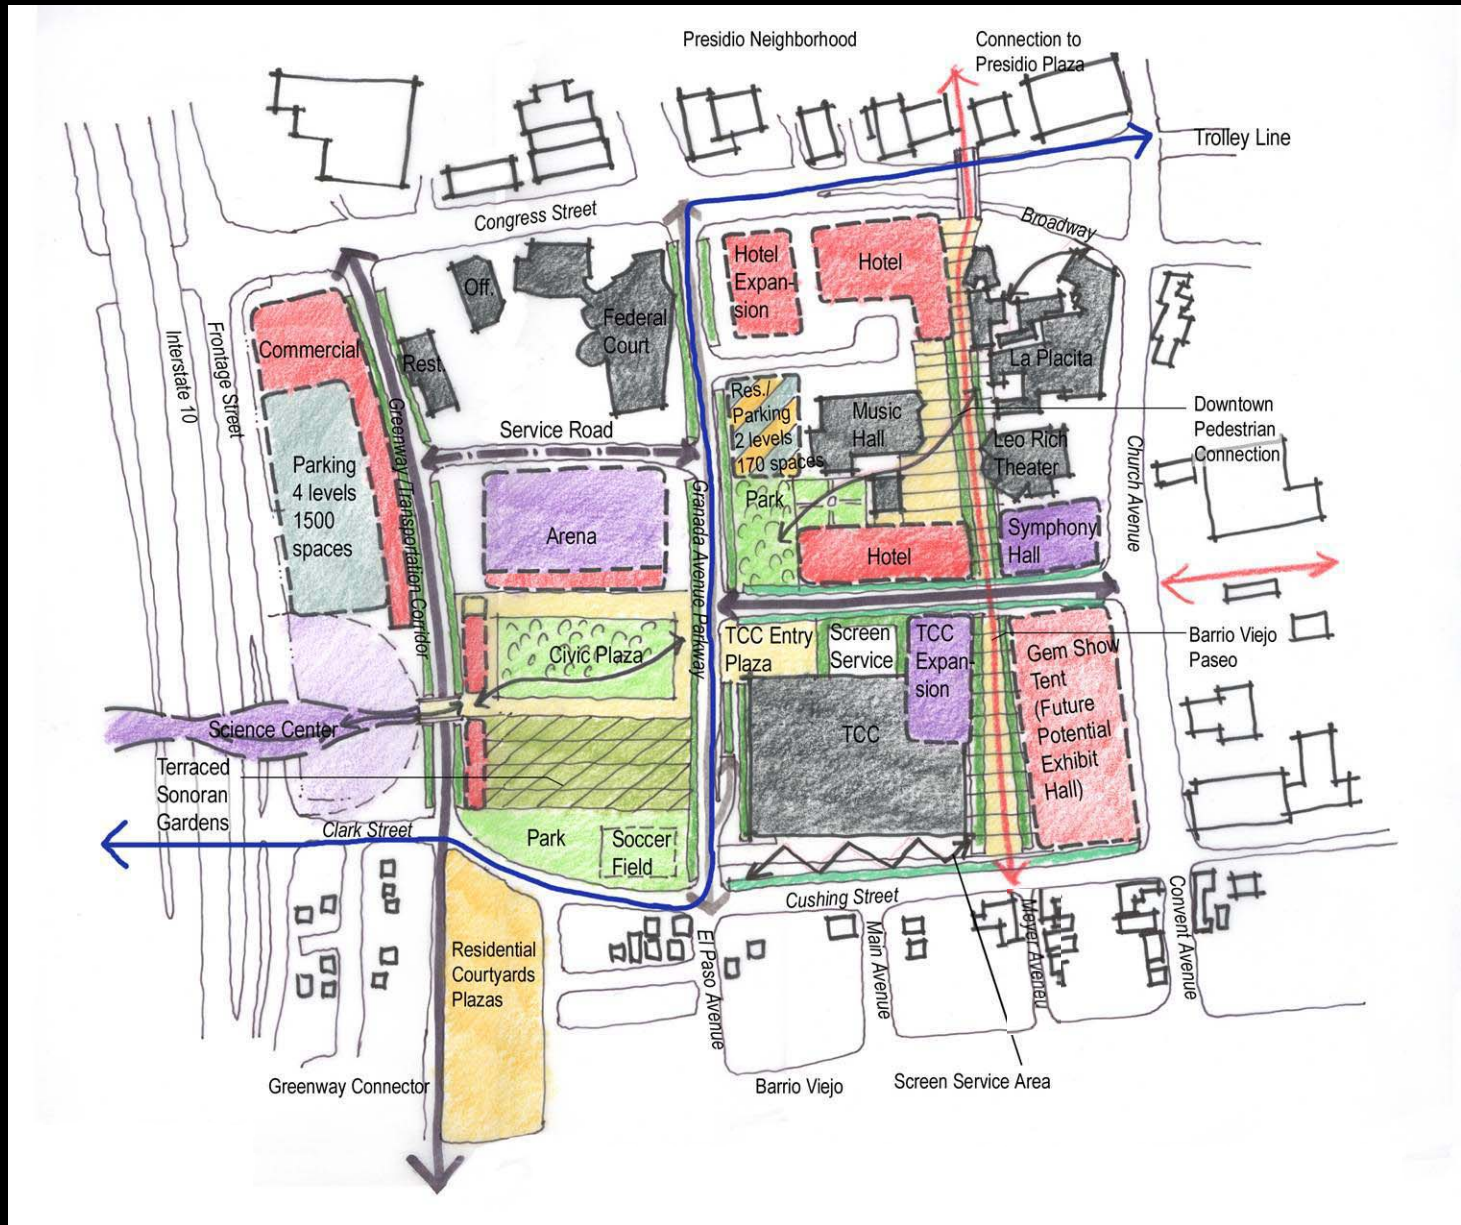 Presidio Neighborhood
Connection to
Presidio Plaza
Trolley Line
Congress Street
Broadway
Hotel
Expan-
sion
Hotel
Off.
Federal
Court
Rest.
Commercial
Interstate 10
Frontage Street
La Placita
Res./
Parking
2 levels
170 spaces
Music
Hall
Downtown
Pedestrian
Connection
Leo Rich
Theater
Church Avenue
Greenway/Transportation Corridor
Service Road
Parking
4 levels
1500
spaces
Arena
Granada Avenue Parkway
Park
Hotel
Symphony
Hall
TCC Entry
Plaza
Screen
Service
TCC
Expan-
sion
Barrio Viejo
Paseo
Gem Show
Tent
(Future
Potential
Exhibit
Hall)
Civic Plaza
Science Center
TCC
Terraced
Sonoran
Gardens
Clark Street
Park
Soccer
Field
Cushing Street
Residential
Courtyards
Plazas
El Paso Avenue
Main Avenue
Meyer Aveneu
Convent Avenue
Greenway Connector
Barrio Viejo
Screen Service Area